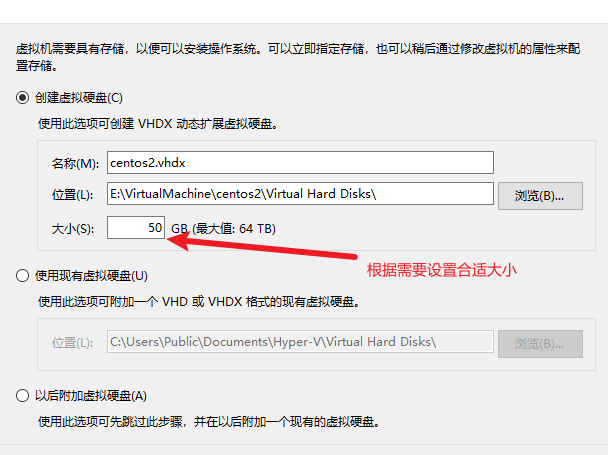 虚拟机需要具有存储，以便可以安装操作系统。可以立即指定存储，也可以稍后通过修改虚拟机的属性来配
置存储。
创建虚拟硬盘(C)
使用此选项可创建 VHDX 动态扩展虚拟硬盘。
名称(M): centos2.vhdx
位置(L): E:\VirtualMachine\centos2\Virtual Hard Disks\ 浏览(B)...
大小(S): 50 GB (最大值: 64 TB)
根据需要设置合适大小
使用现有虚拟硬盘(U)
使用此选项可附加一个 VHD 或 VHDX 格式的现有虚拟硬盘。
位置(L): C:\Users\Public\Documents\Hyper-V\Virtual Hard Disks\ 浏览(B)...
以后附加虚拟硬盘(A)
使用此选项可先跳过此步骤，并在以后附加一个现有的虚拟硬盘。